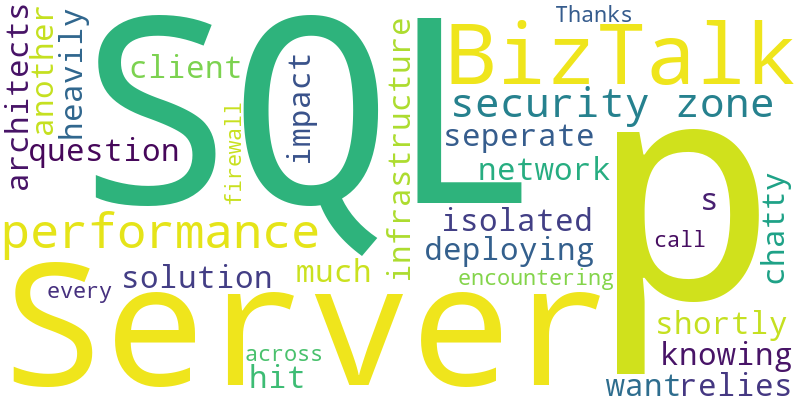 architects
another
heavily
client
question
SQL
firewall
impact
infrastructure
Thanks
BizTalk
security zone
seperate
network
isolated
deploying
encountering
p
s
call
chatty
performance
Server
every
solution
much
across
hit
shortly
knowing
want
relies